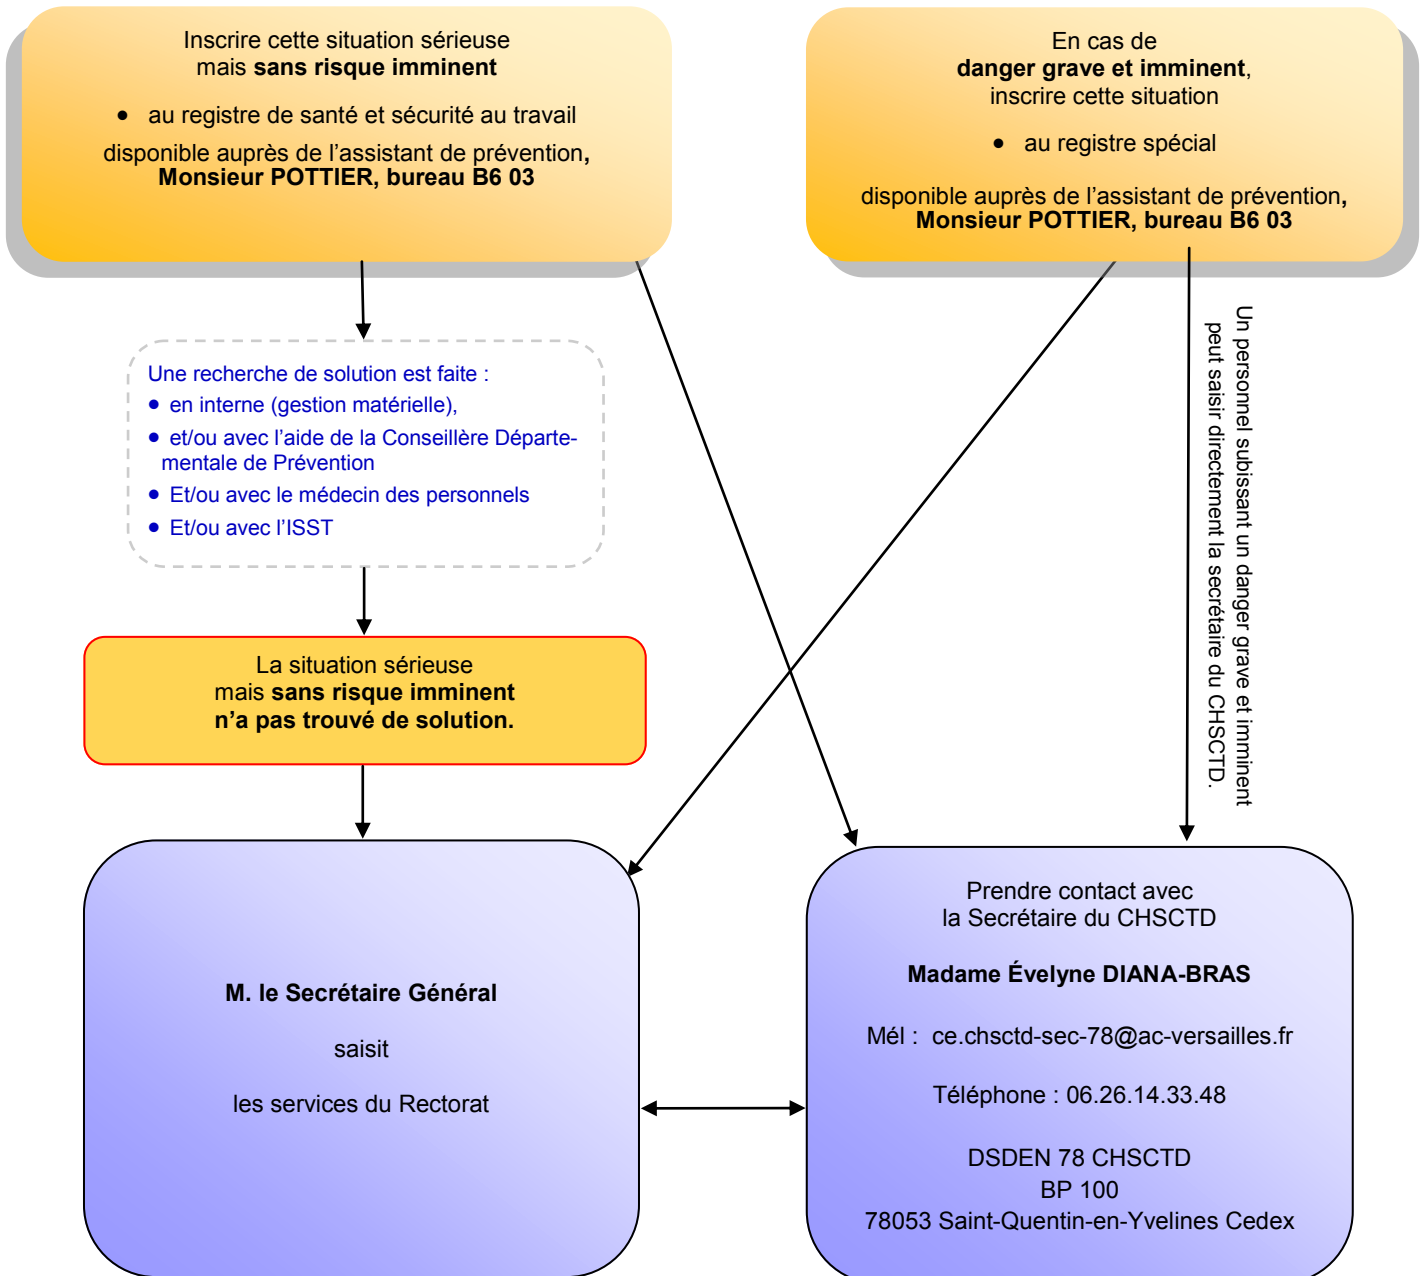 Inscrire cette situation sérieuse
mais sans risque imminent
• au registre de santé et sécurité au travail
disponible auprès de l’assistant de prévention,
Monsieur POTTIER, bureau B6 03
En cas de
danger grave et imminent,
inscrire cette situation
• au registre spécial
disponible auprès de l’assistant de prévention,
Monsieur POTTIER, bureau B6 03
Une recherche de solution est faite :
• en interne (gestion matérielle),
• et/ou avec l’aide de la Conseillère Départe-
mentale de Prévention
• Et/ou avec le médecin des personnels
• Et/ou avec l’ISST
Un personnel subissant un danger grave et imminent
peut saisir directement la secrétaire du CHSCTD.
La situation sérieuse
mais sans risque imminent
n’a pas trouvé de solution.
M. le Secrétaire Général
saisit
les services du Rectorat
Prendre contact avec
la Secrétaire du CHSCTD
Madame Évelyne DIANA-BRAS
Mél : ce.chsctd-sec-78@ac-versailles.fr
Téléphone : 06.26.14.33.48
DSDEN 78 CHSCTD
BP 100
78053 Saint-Quentin-en-Yvelines Cedex